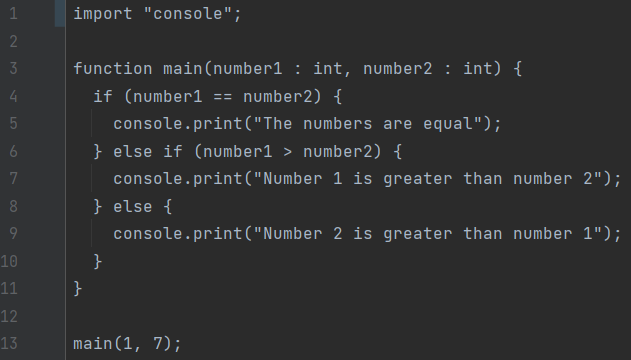 1 import "console";
2
3 function main(number1 : int, number2 : int) {
4   if (number1 == number2) {
5     console.print("The numbers are equal");
6   } else if (number1 > number2) {
7     console.print("Number 1 is greater than number 2");
8   } else {
9     console.print("Number 2 is greater than number 1");
10   }
11 }
12
13 main(1, 7);